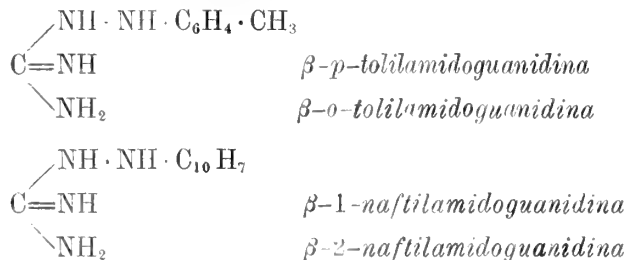 NH · NH · C₆H₄ · CH₃
C=NH β-p-tolilamidoguanidina
NH₂ β-o-tolilamidoguanidina
NH · NH · C₁₀H₇
C=NH β-1-naftilamidoguanidina
NH₂ β-2-naftilamidoguanidina